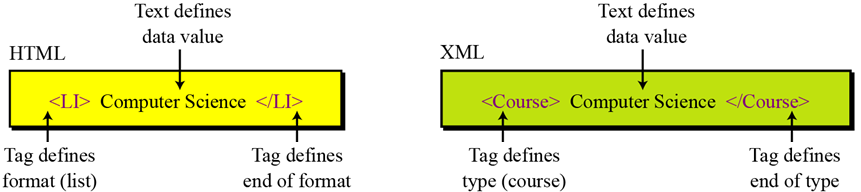 Text defines
data value
HTML
<LI> Computer Science </LI>
Tag defines
format (list)
Tag defines
end of format
Text defines
data value
XML
<Course> Computer Science </Course>
Tag defines
type (course)
Tag defines
end of type